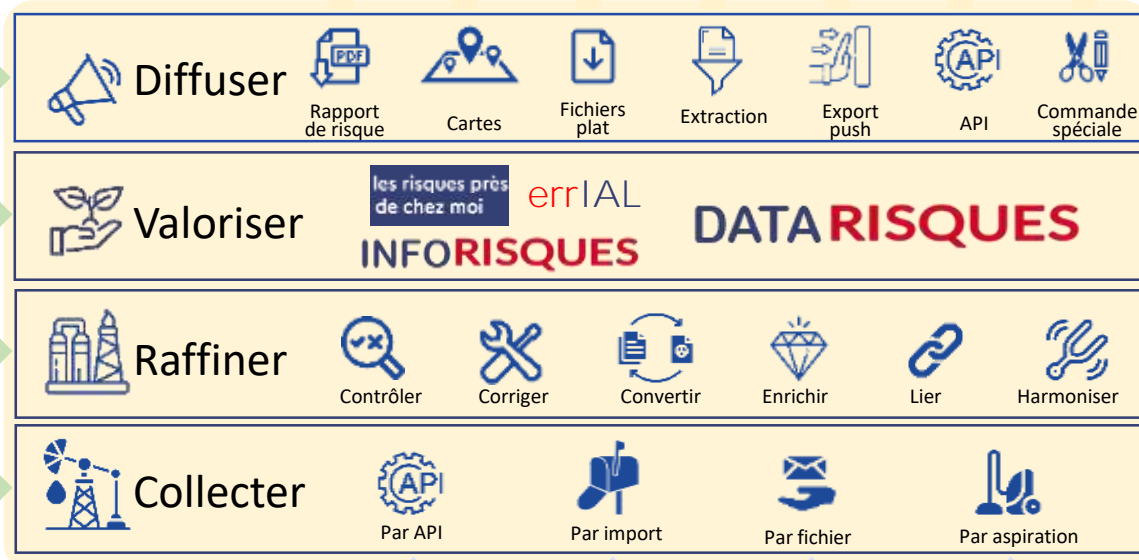 Diffuser
PDF
API
Rapport
de risque
Cartes
Fichiers
plat
Extraction
Export
push
API
Commande
spéciale
Valoriser
les risques près
de chez moi
errIAL
INFORISQUES
DATARISQUES
Raffiner
Contrôler
Corriger
Convertir
Enrichir
Lier
Harmoniser
Collecter
API
Par API
Par import
Par fichier
Par aspiration